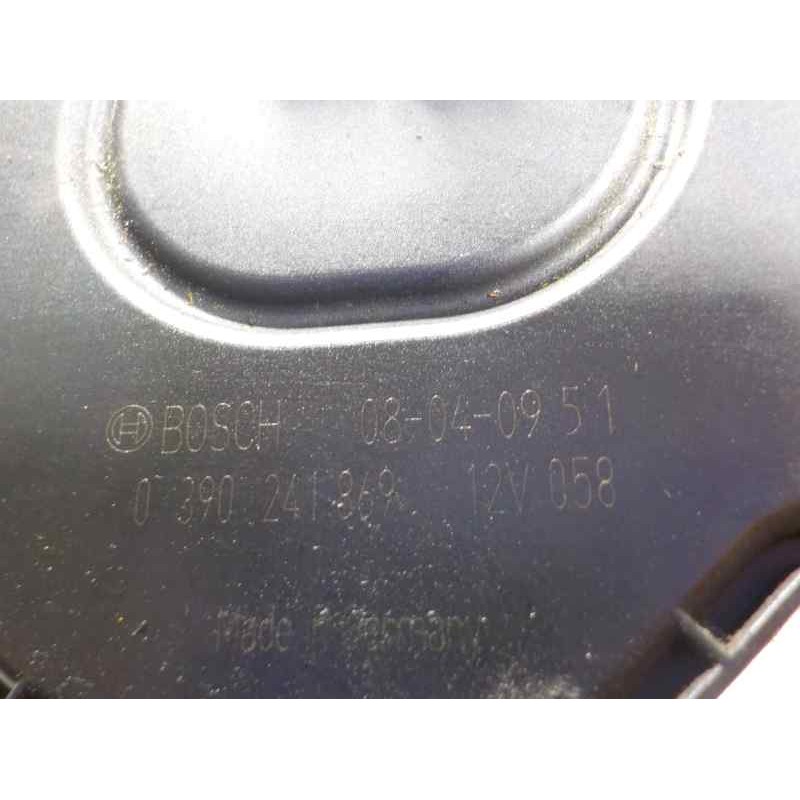 BOSCH 08-04-09 51
0 390 241 869 12V 058
Made in Germany